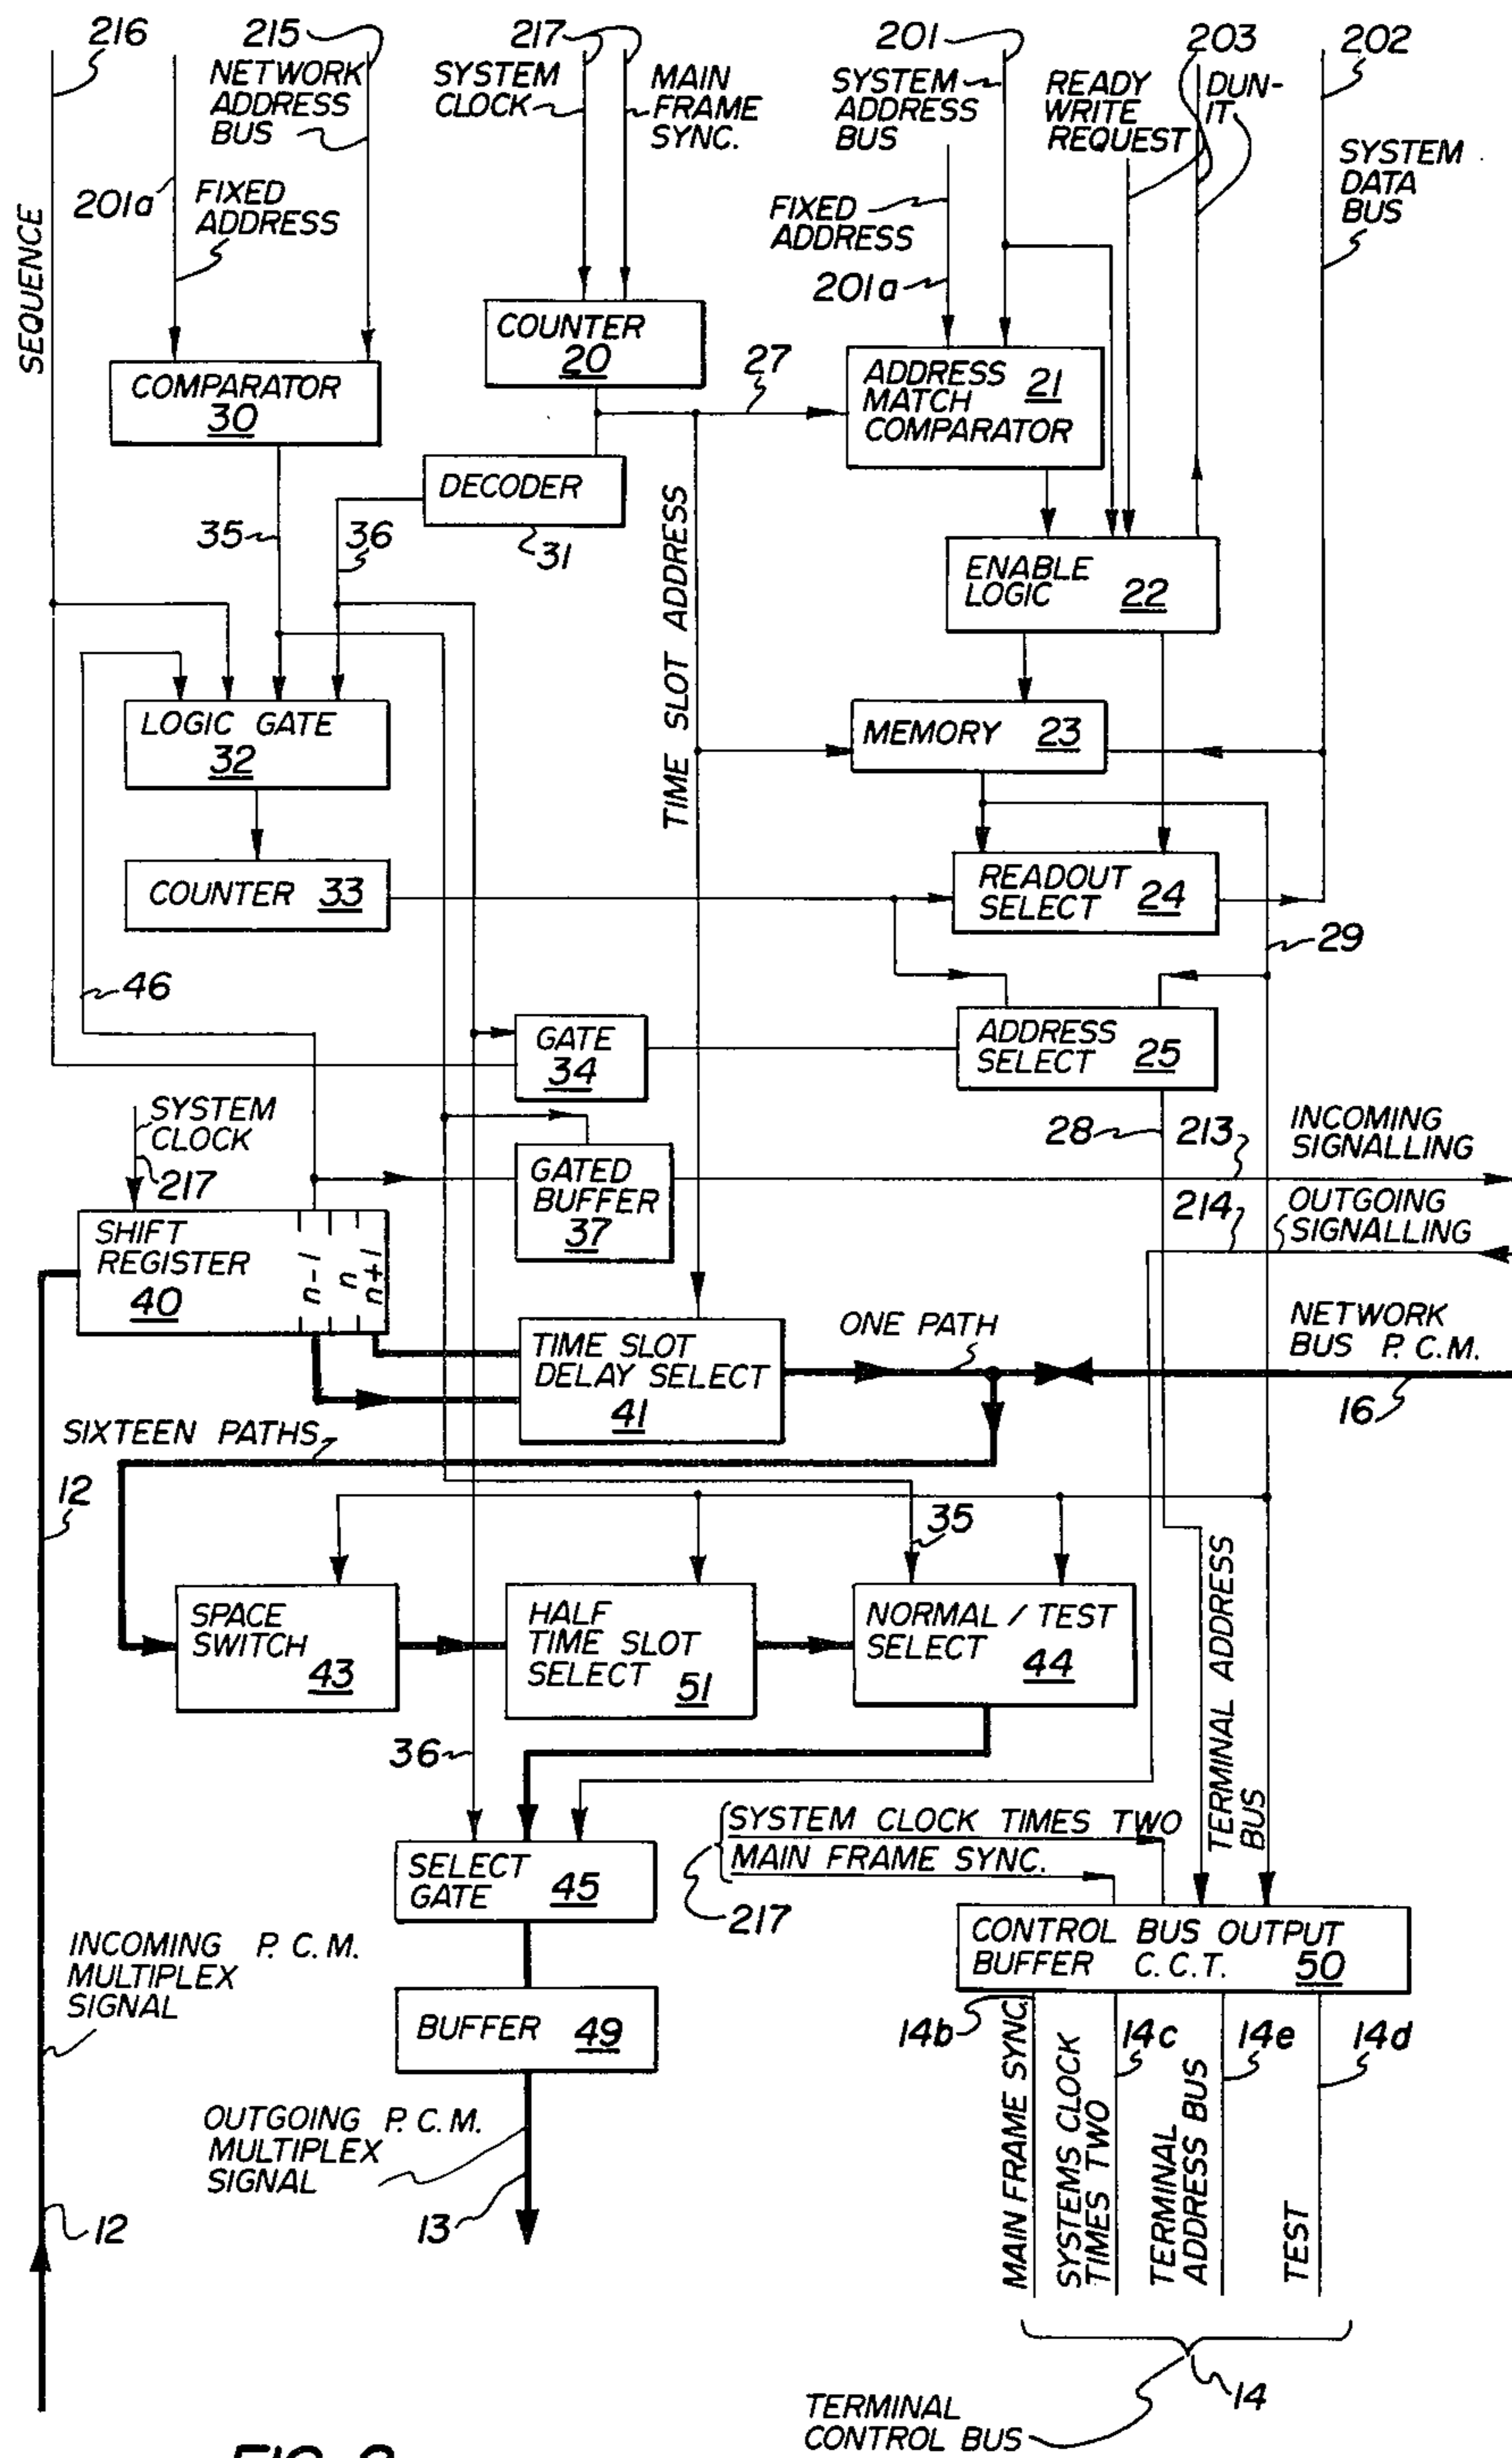 216
215
NETWORK
ADDRESS
BUS
217
SYSTEM
CLOCK
MAIN
FRAME
SYNC.
201
SYSTEM
ADDRESS
BUS
READY
WRITE
REQUEST
203
DUN-
IT
202
SYSTEM
DATA
BUS
SEQUENCE
201a
FIXED
ADDRESS
FIXED
ADDRESS
201a
COMPARATOR
30
COUNTER
20
27
ADDRESS
MATCH
COMPARATOR
21
DECODER
31
35
36
TIME SLOT ADDRESS
ENABLE
LOGIC
22
LOGIC GATE
32
MEMORY 23
COUNTER 33
READOUT
SELECT
24
29
46
GATE
34
ADDRESS
SELECT
25
SYSTEM
CLOCK
217
28
213
INCOMING
SIGNALLING
GATED
BUFFER
37
214
OUTGOING
SIGNALLING
SHIFT
REGISTER
40
n-1
n
n+1
TIME SLOT
DELAY SELECT
41
ONE PATH
NETWORK
BUS P.C.M.
16
SIXTEEN PATHS
12
35
SPACE
SWITCH
43
HALF
TIME SLOT
SELECT
51
NORMAL / TEST
SELECT
44
TERMINAL ADDRESS
BUS
36
SYSTEM CLOCK TIMES TWO
MAIN FRAME SYNC.
217
SELECT
GATE
45
CONTROL BUS OUTPUT
BUFFER C.C.T. 50
INCOMING P.C.M.
MULTIPLEX
SIGNAL
BUFFER 49
14b
14c
14e
14d
MAIN FRAME SYNC.
SYSTEMS CLOCK
TIMES TWO
TERMINAL
ADDRESS BUS
TEST
OUTGOING P.C.M.
MULTIPLEX
SIGNAL
13
12
14
TERMINAL
CONTROL BUS